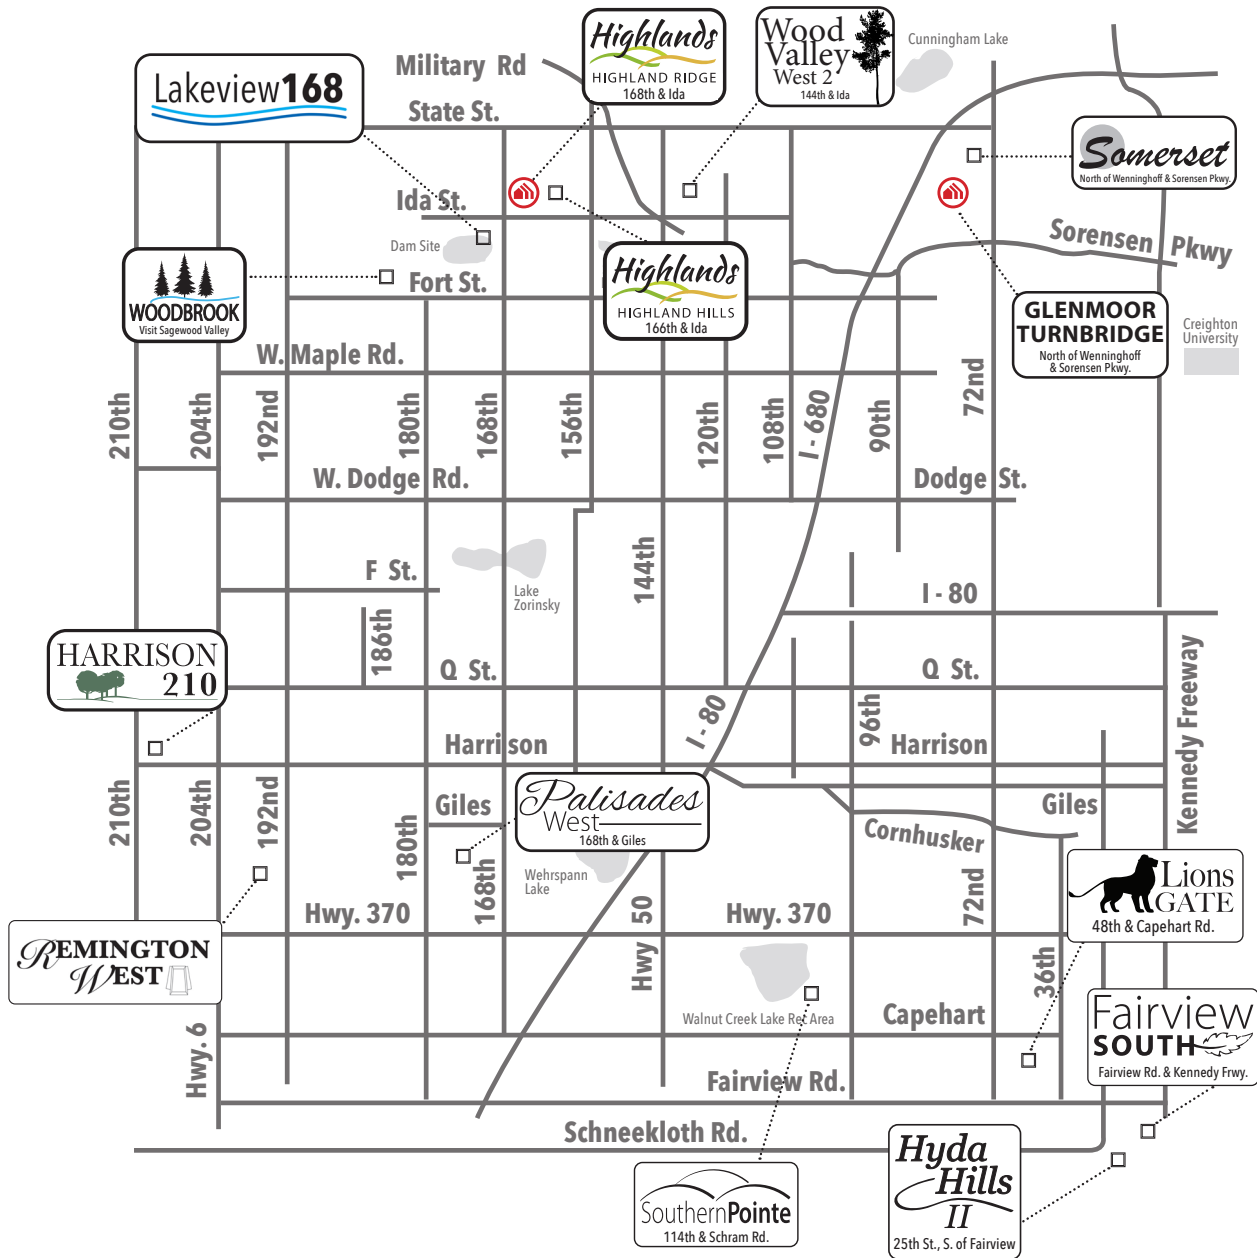 Highlands
HIGHLAND RIDGE
168th & Ida
Wood
Valley
West 2
144th & Ida
Cunningham Lake
Military Rd
Lakeview168
State St.
Somerset
North of Wenninghoff & Sorensen Pkwy.
Ida St.
Dam Site
Sorensen Pkwy
WOODBROOK
Visit Sagewood Valley
Fort St.
Highlands
HIGHLAND HILLS
166th & Ida
GLENMOOR
TURNBRIDGE
North of Wenninghoff
& Sorensen Pkwy.
Creighton
University
W. Maple Rd.
210th
204th
192nd
180th
168th
156th
120th
108th
I - 680
90th
72nd
W. Dodge Rd.
Dodge St.
144th
F St.
Lake
Zorinsky
I - 80
186th
HARRISON
210
Q St.
Q St.
Kennedy Freeway
I - 80
96th
Harrison
Harrison
210th
204th
192nd
180th
Giles
Palisades
West
168th & Giles
Giles
Cornhusker
168th
Wehrspann
Lake
72nd
Lions
GATE
48th & Capehart Rd.
Hwy. 370
Hwy 50
Hwy. 370
REMINGTON
WEST
36th
Walnut Creek Lake Rec Area
Capehart
Fairview
SOUTH
Fairview Rd. & Kennedy Frwy.
Hwy. 6
Fairview Rd.
Schneekloth Rd.
Hyda
Hills
II
25th St., S. of Fairview
SouthernPointe
114th & Schram Rd.